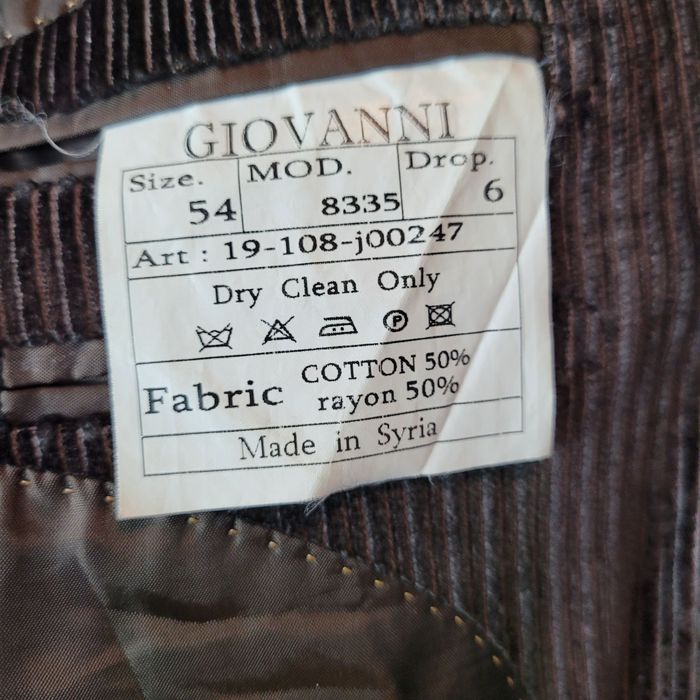 GIOVANNI
Size. MOD. Drop.
54 8335 6
Art : 19-108-j00247
Dry Clean Only
P
Fabric COTTON 50%
rayon 50%
Made in Syria